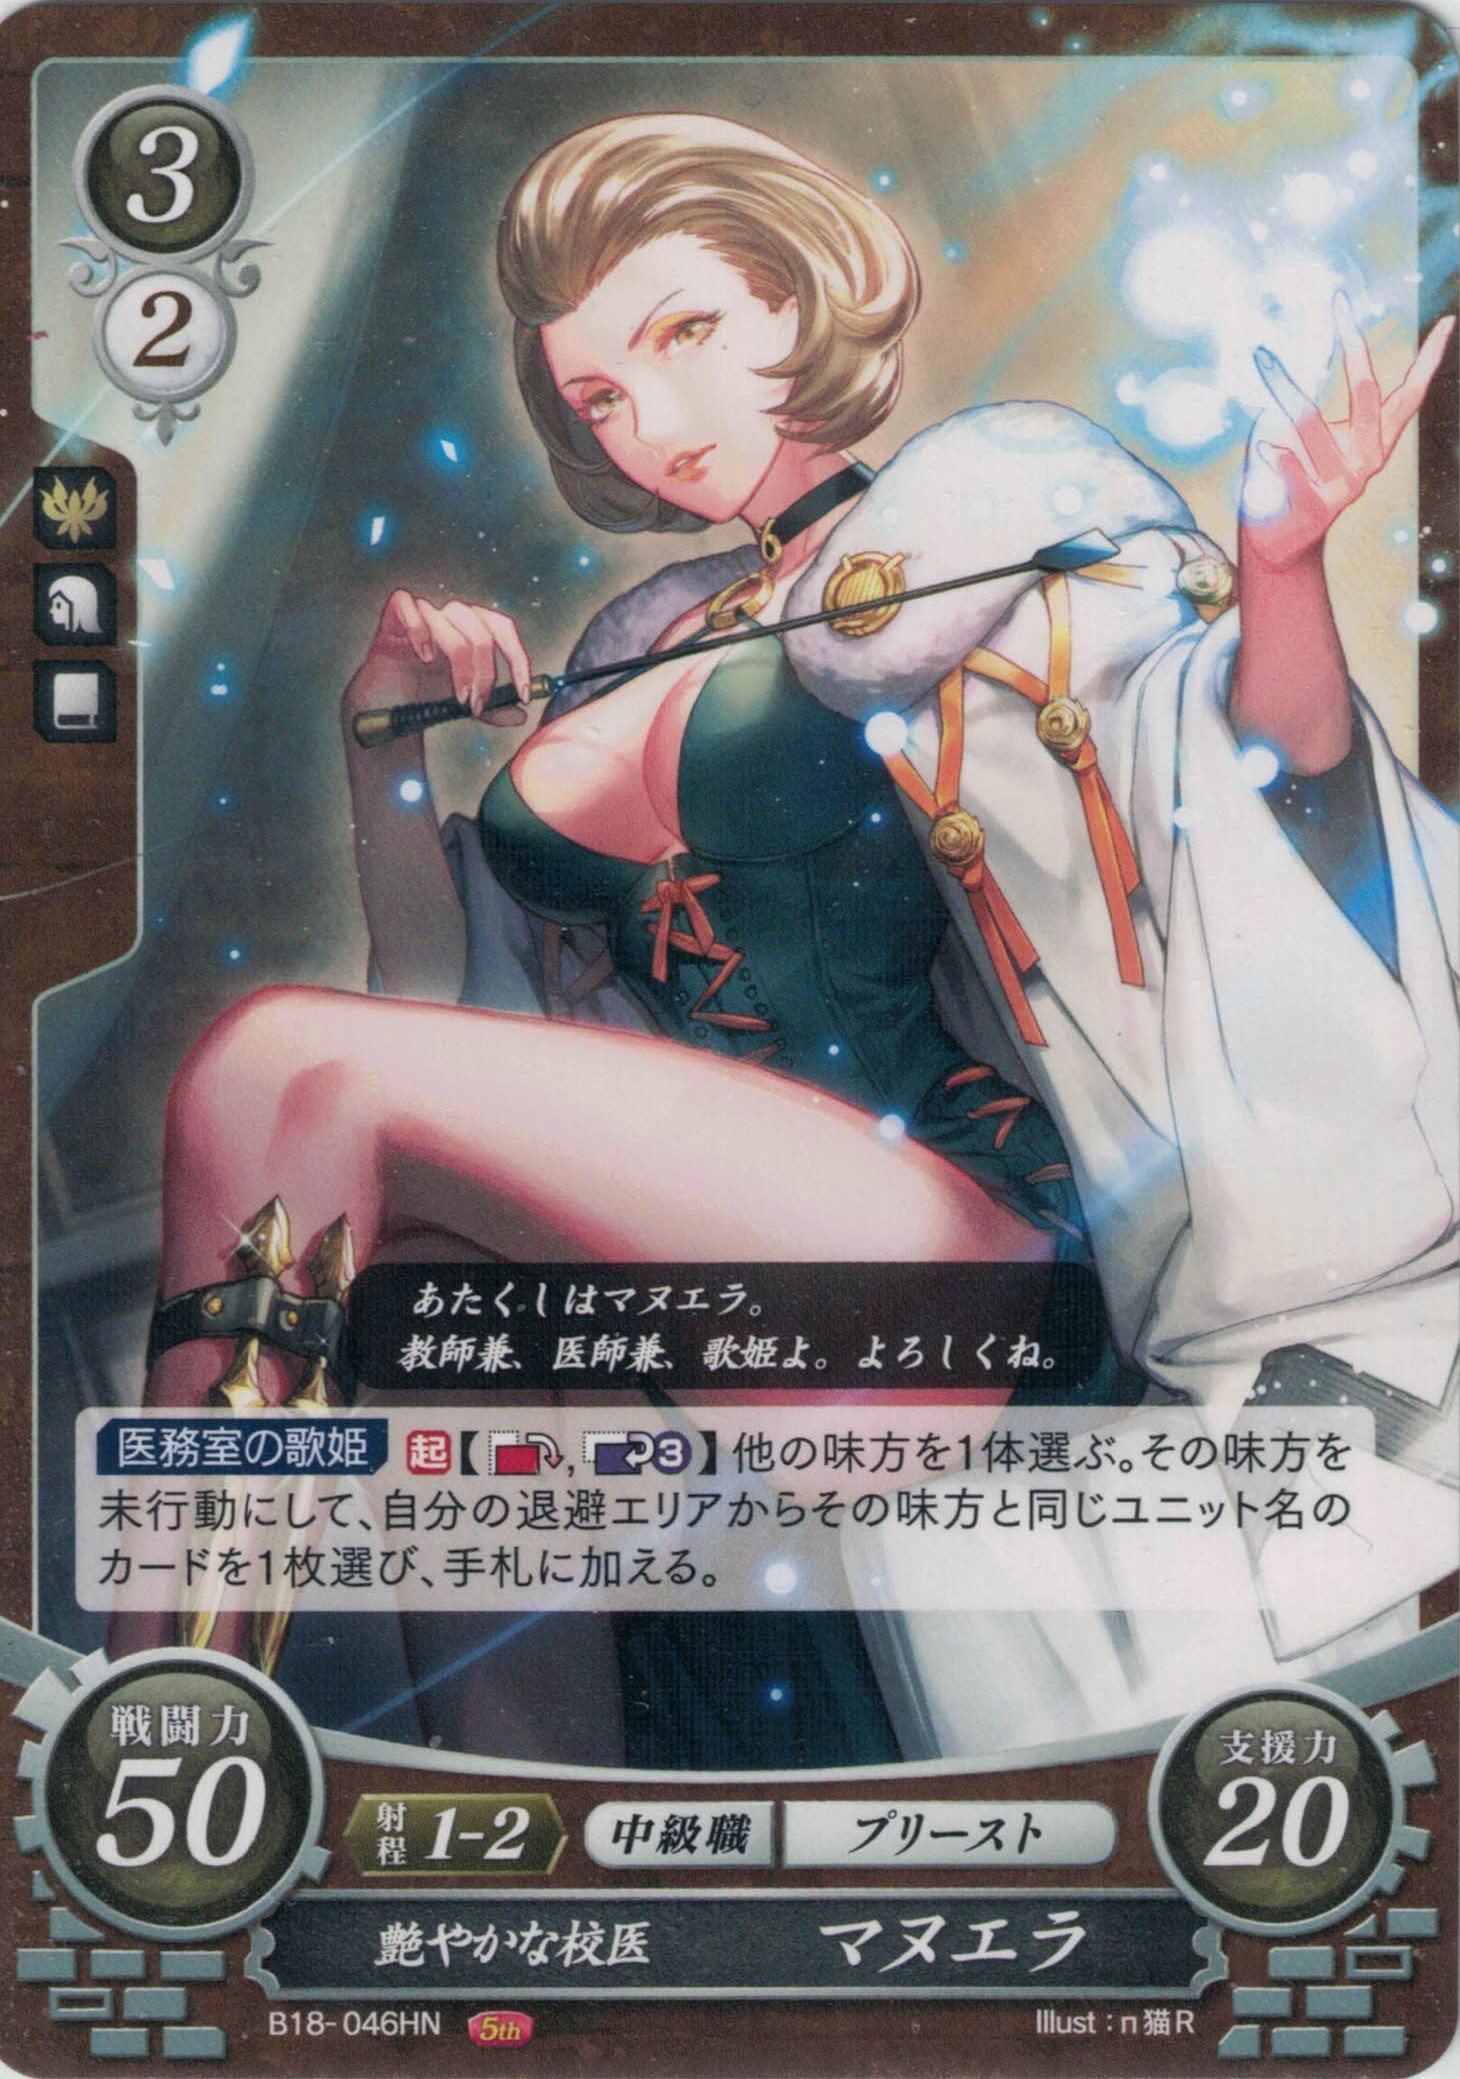 3
2
あたくしはマヌエラ。
教師兼、医師兼、歌姫よ。よろしくね。
医務室の歌姫 起【 , 3】他の味方を1体選ぶ。その味方を
未行動にして、自分の退避エリアからその味方と同じユニット名の
カードを1枚選び、手札に加える。
戦闘力
50
射程 1-2
中級職
プリースト
支援力
20
艶やかな校医 マヌエラ
B18-046HN 5th
Illust：n猫R